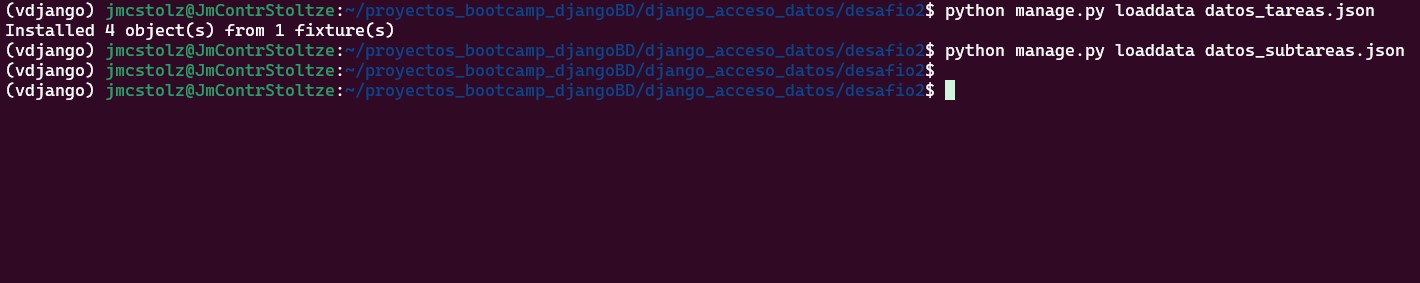 (vdjango) jmcstolz@JmContrStoltze:~/proyectos_bootcamp_djangoBD/django_acceso_datos/desafio2$ python manage.py loaddata datos_tareas.json
Installed 4 object(s) from 1 fixture(s)
(vdjango) jmcstolz@JmContrStoltze:~/proyectos_bootcamp_djangoBD/django_acceso_datos/desafio2$ python manage.py loaddata datos_subtareas.json
(vdjango) jmcstolz@JmContrStoltze:~/proyectos_bootcamp_djangoBD/django_acceso_datos/desafio2$
(vdjango) jmcstolz@JmContrStoltze:~/proyectos_bootcamp_djangoBD/django_acceso_datos/desafio2$